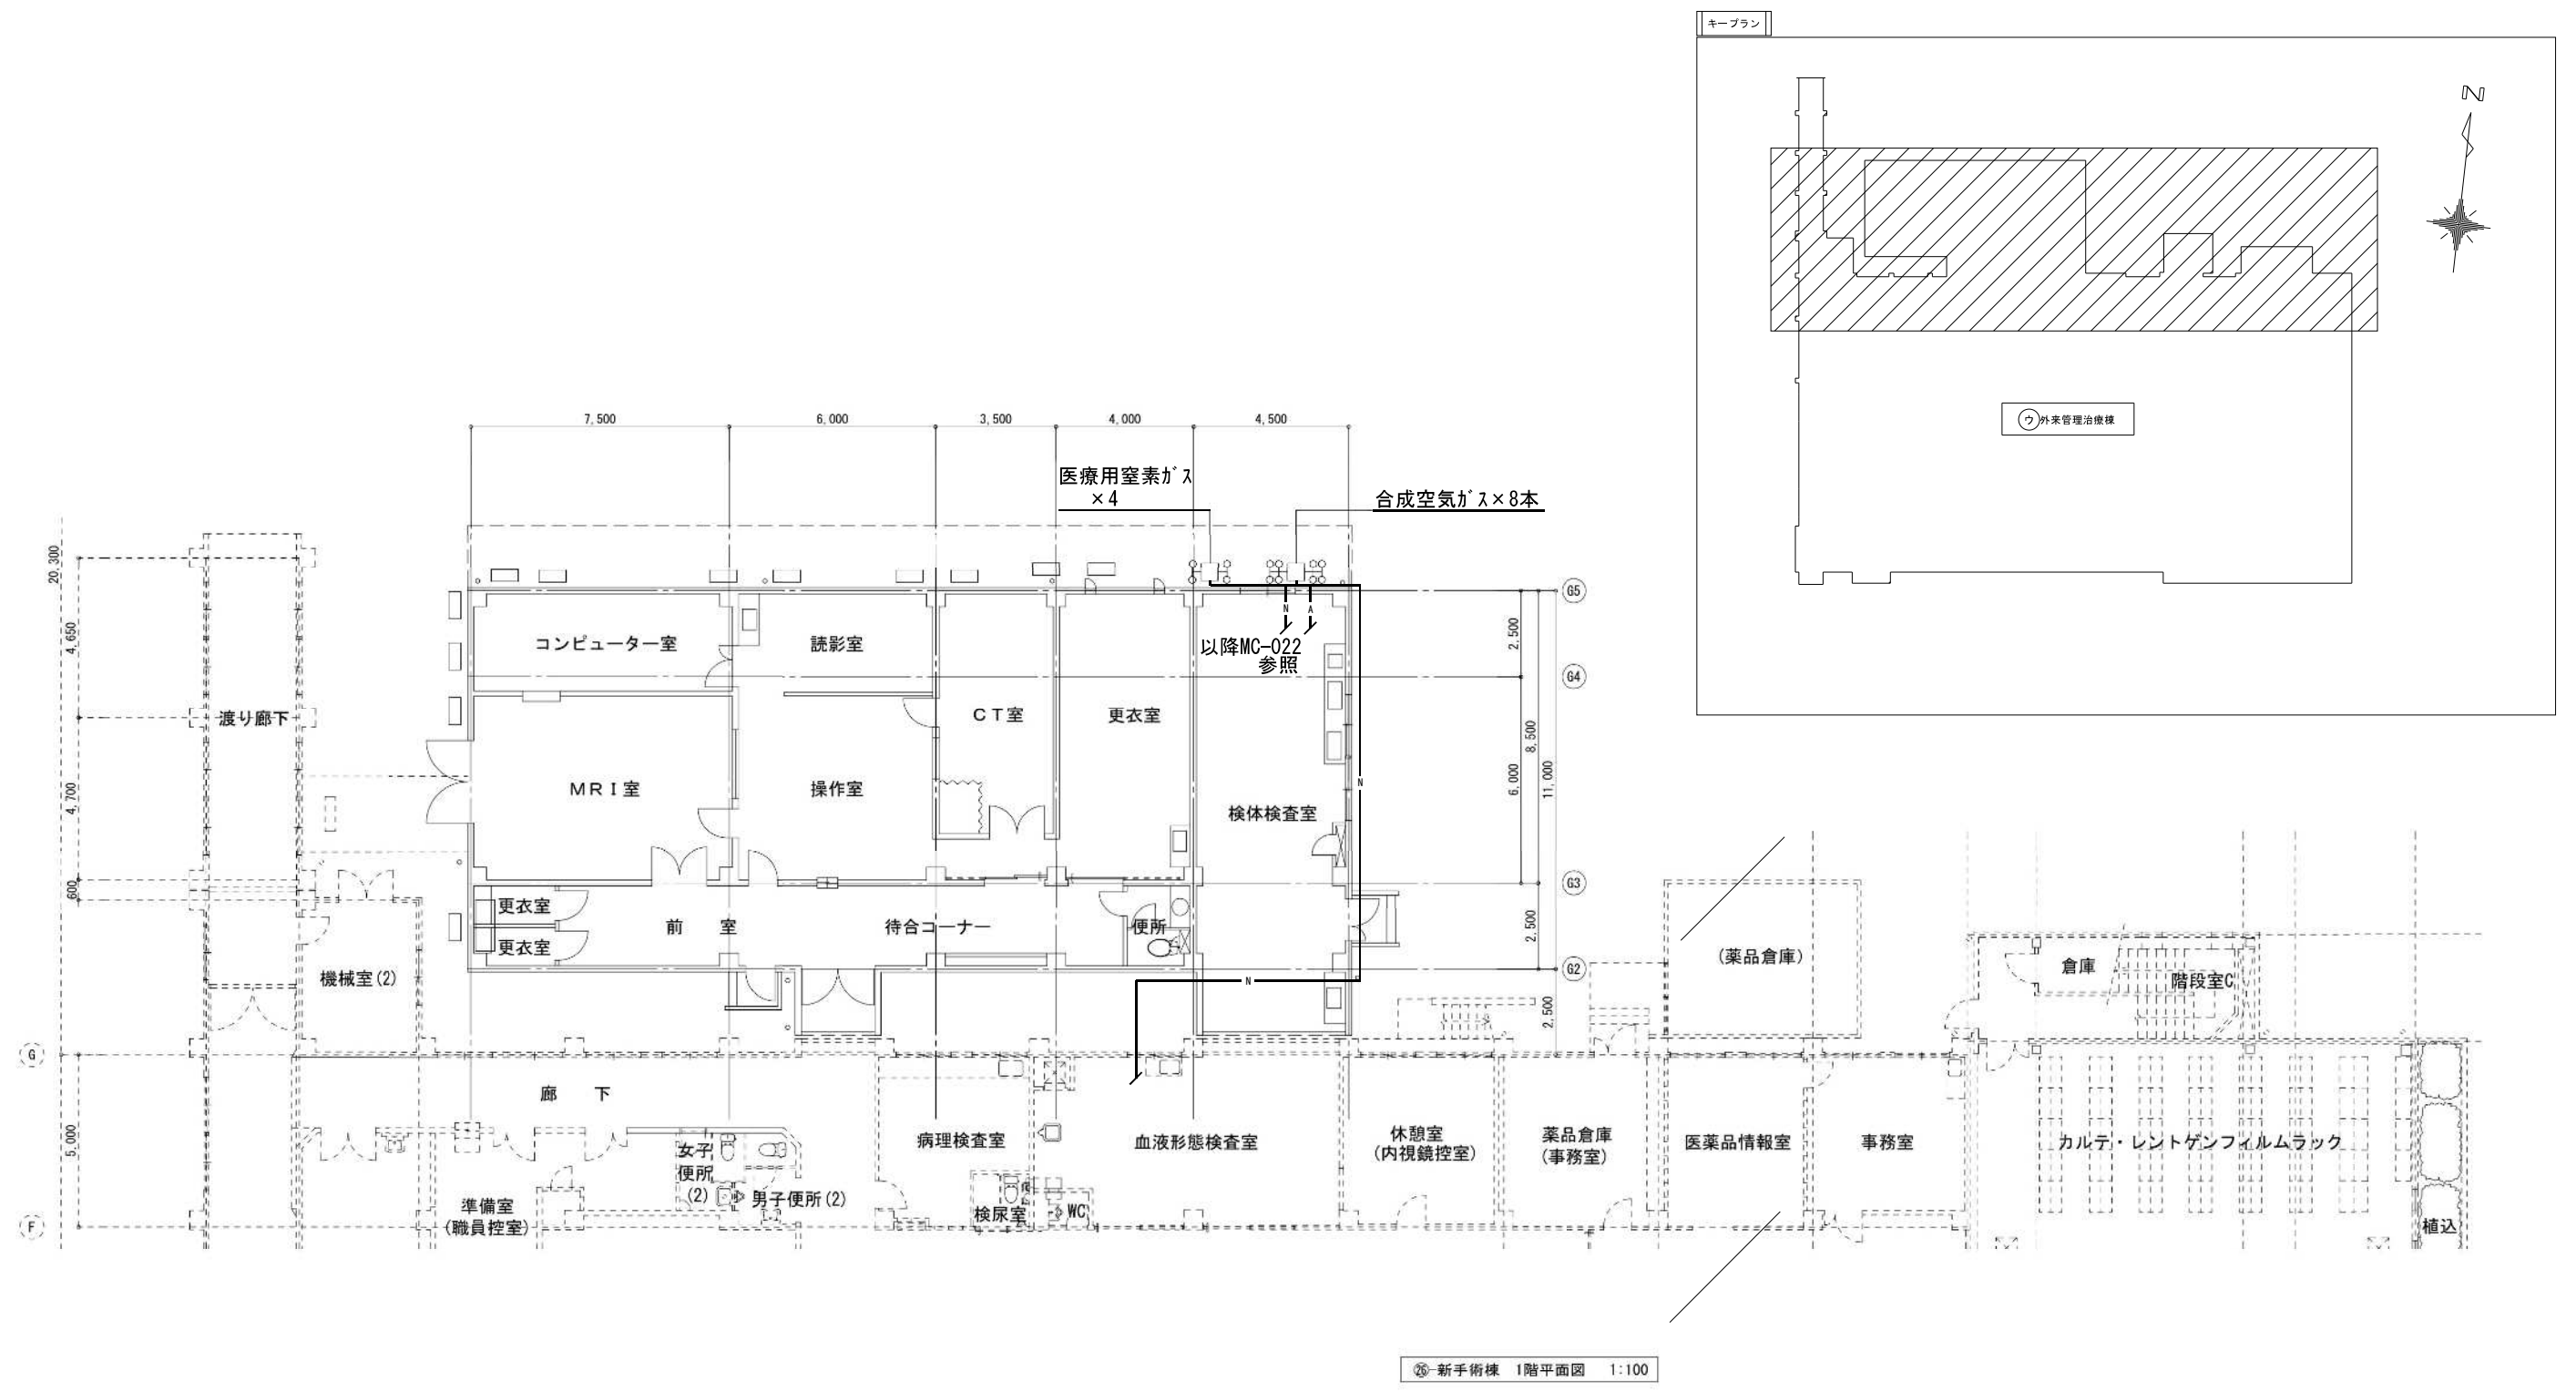 キープラン
N
ウ 外来管理治療棟
7,500
6,000
3,500
4,000
4,500
医療用窒素ガス
×4
合成空気ガス×8本
20,300
4,650
4,700
600
5,000
G5
G4
G3
G2
G
F
2,500
6,000
2,500
8,500
11,000
2,500
N
A
以降MC-022
参照
コンピューター室
読影室
CT室
更衣室
渡り廊下
MRI室
操作室
検体検査室
N
更衣室
更衣室
前 室
待合コーナー
便所
機械室(2)
N
(薬品倉庫)
倉庫
階段室C
廊 下
病理検査室
血液形態検査室
休憩室
(内視鏡控室)
薬品倉庫
(事務室)
医薬品情報室
事務室
カルテ・レントゲンフィルムラック
女子
便所
(2)
男子便所(2)
準備室
(職員控室)
検尿室
WC
植込
㉖-新手術棟 1階平面図 1:100